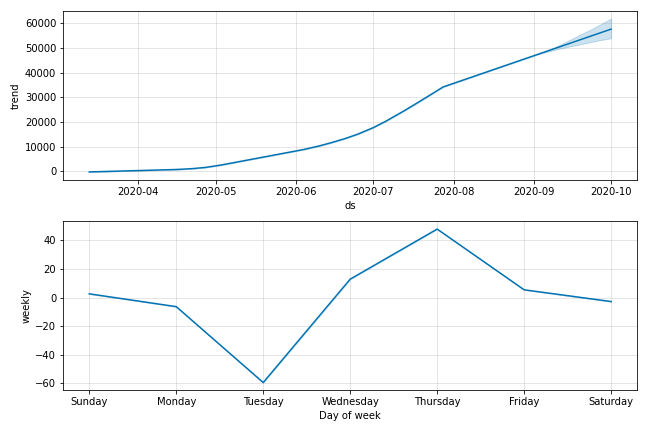 60000
50000
40000
30000
20000
10000
0
trend
2020-04 2020-05 2020-06 2020-07 2020-08 2020-09 2020-10
ds
40
20
0
−20
−40
−60
weekly
Sunday Monday Tuesday Wednesday Thursday Friday Saturday
Day of week